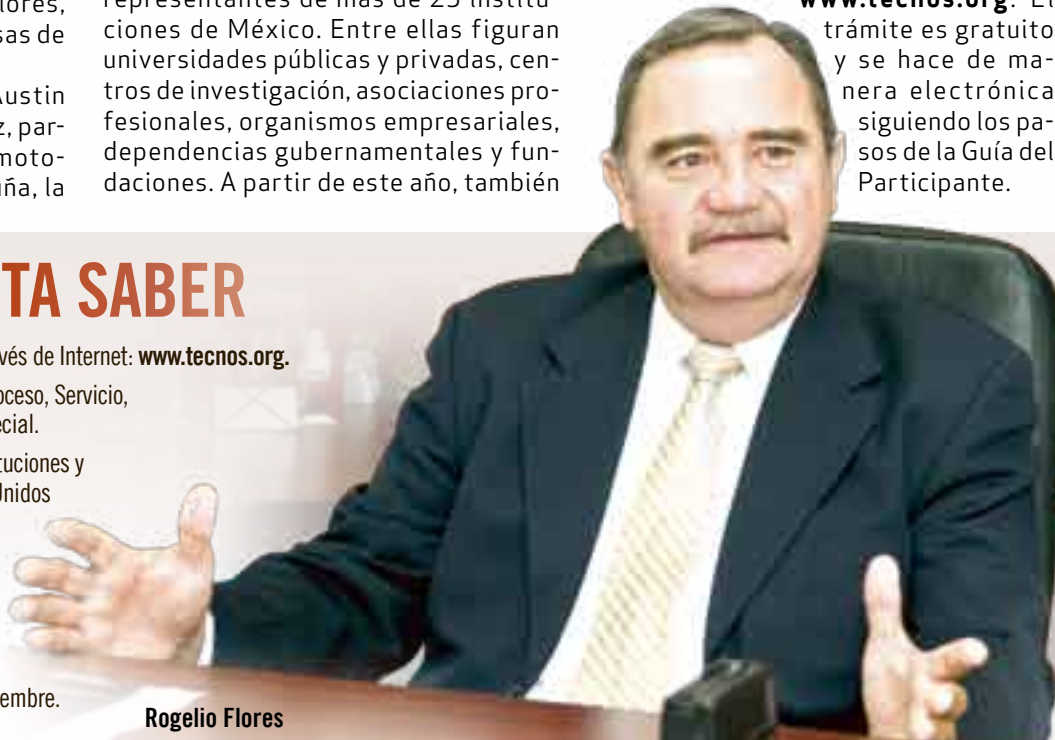 lores,
sas de
Austin
z, par-
moto-
uña, la
representantes de más de 25 institu-
ciones de México. Entre ellas figuran
universidades públicas y privadas, cen-
tros de investigación, asociaciones pro-
fesionales, organismos empresariales,
dependencias gubernamentales y fun-
daciones. A partir de este año, también
www.tecnos.org. El
trámite es gratuito
y se hace de ma-
nera electrónica
siguiendo los pa-
sos de la Guía del
Participante.
TA SABER
vés de Internet: www.tecnos.org.
oceso, Servicio,
ecial.
tuciones y
Unidos
embre.
Rogelio Flores